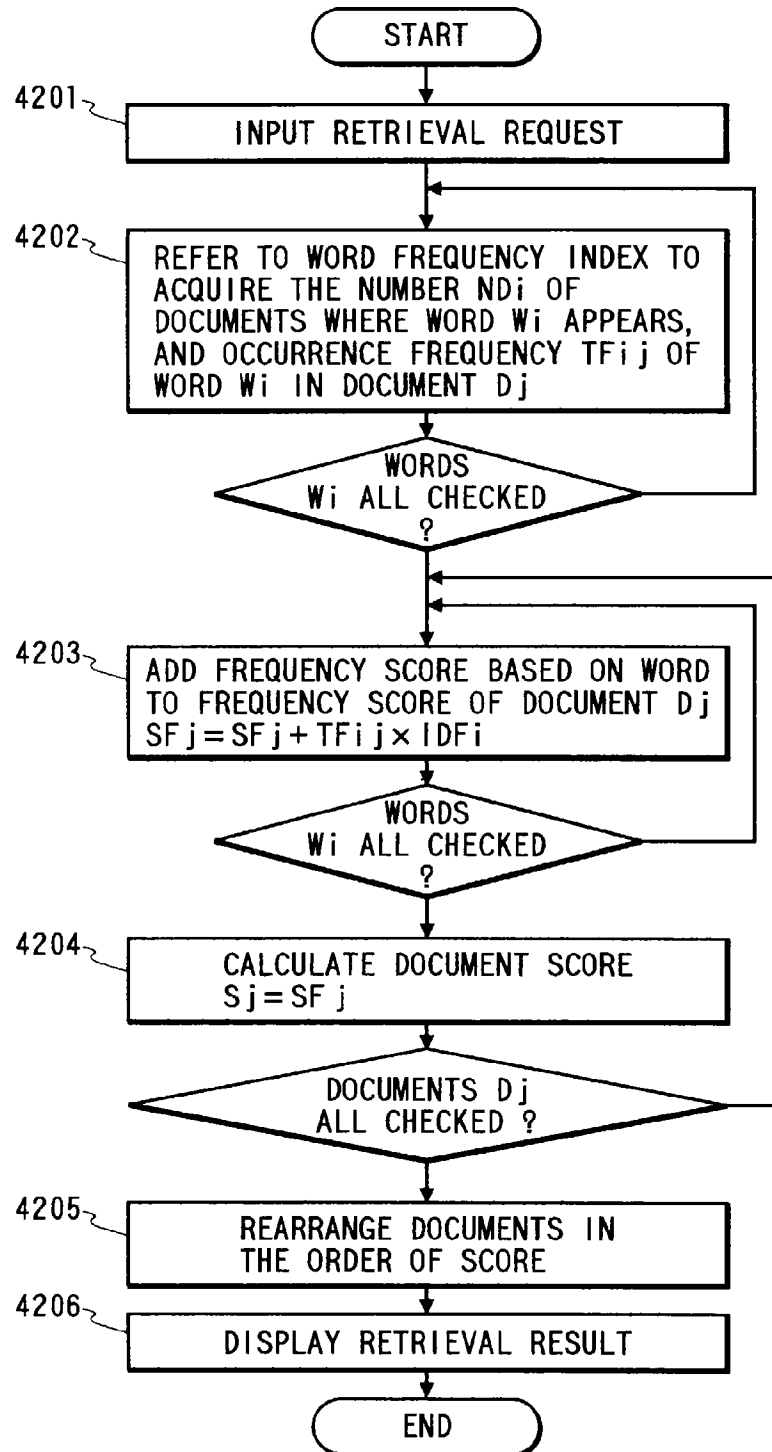 START
4201
INPUT RETRIEVAL REQUEST
4202
REFER TO WORD FREQUENCY INDEX TO
ACQUIRE THE NUMBER NDi OF
DOCUMENTS WHERE WORD Wi APPEARS,
AND OCCURRENCE FREQUENCY TFij OF
WORD Wi IN DOCUMENT Dj
WORDS
Wi ALL CHECKED
?
4203
ADD FREQUENCY SCORE BASED ON WORD
TO FREQUENCY SCORE OF DOCUMENT Dj
SFj=SFj+TFij×IDFi
WORDS
Wi ALL CHECKED
?
4204
CALCULATE DOCUMENT SCORE
Sj=SFj
DOCUMENTS Dj
ALL CHECKED ?
4205
REARRANGE DOCUMENTS IN
THE ORDER OF SCORE
4206
DISPLAY RETRIEVAL RESULT
END